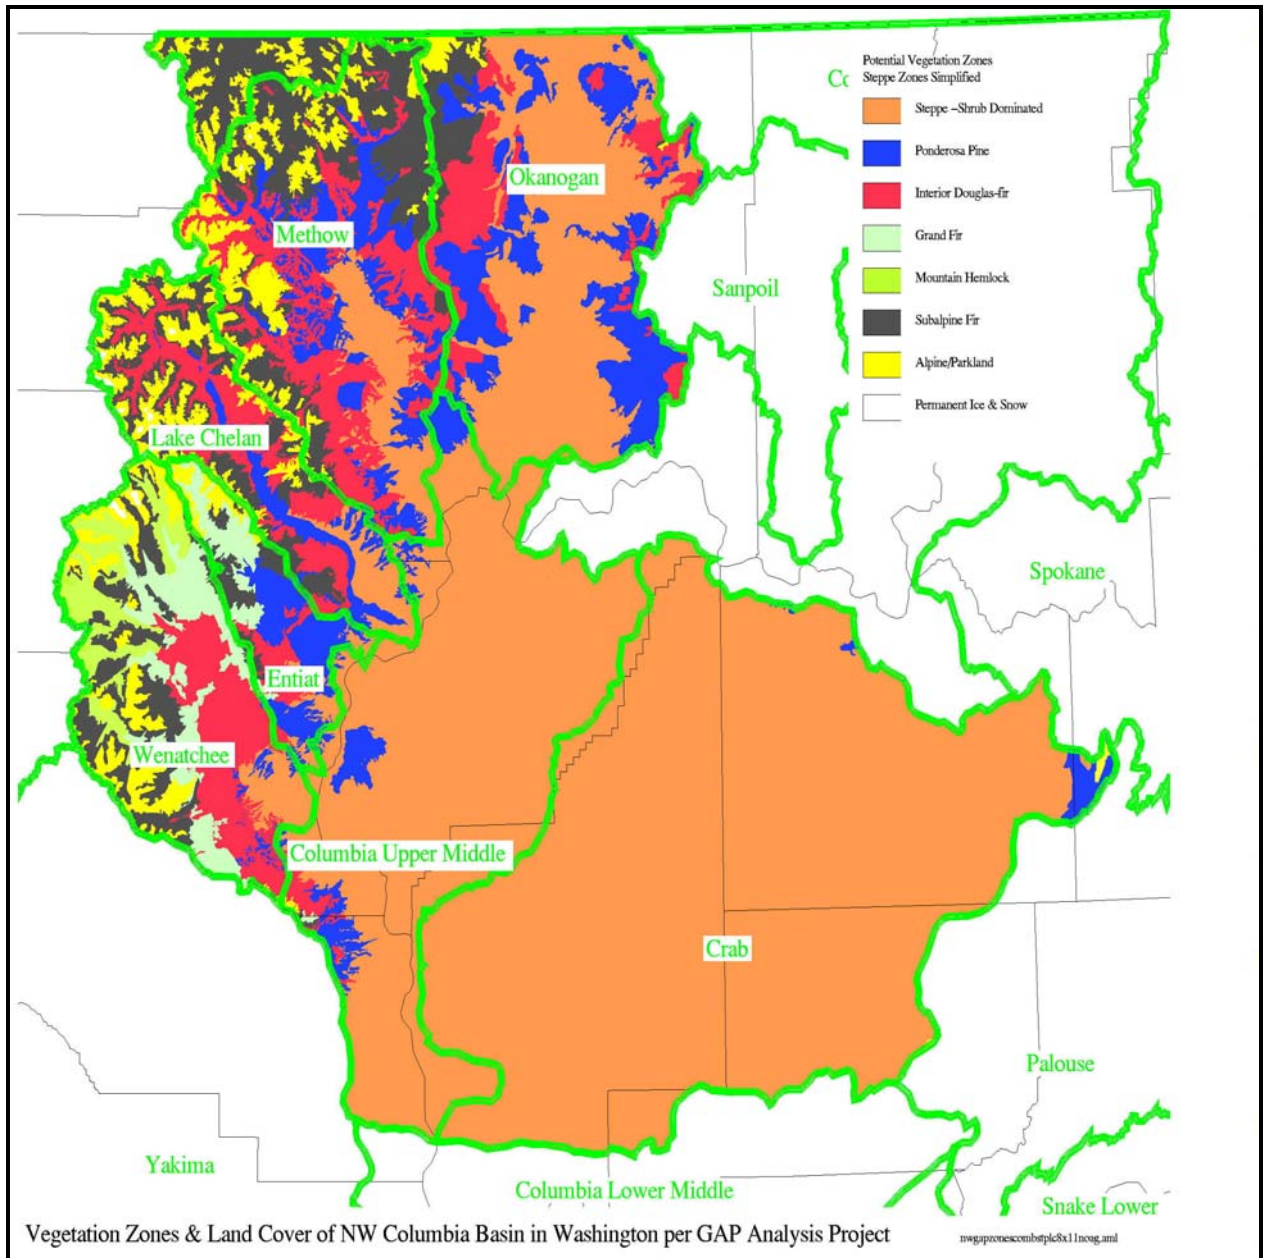 Potential Vegetation Zones
Steppe Zones Simplified
Steppe –Shrub Dominated
Ponderosa Pine
Interior Douglas-fir
Grand Fir
Mountain Hemlock
Subalpine Fir
Alpine/Parkland
Permanent Ice & Snow
Okanogan
Methow
Sanpoil
Lake Chelan
Spokane
Entiat
Wenatchee
Columbia Upper Middle
Crab
Palouse
Yakima
Columbia Lower Middle
Snake Lower
Vegetation Zones & Land Cover of NW Columbia Basin in Washington per GAP Analysis Project